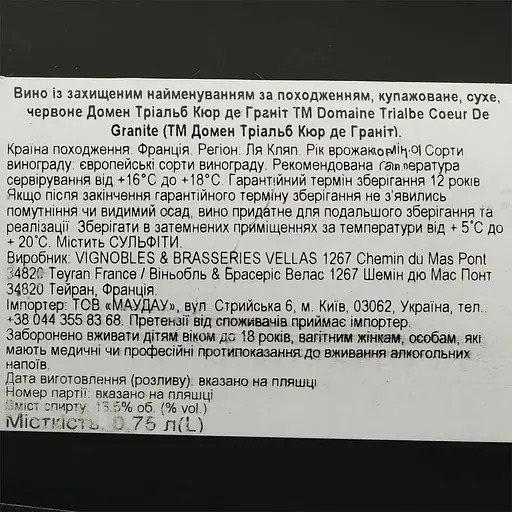 Вино із захищеним найменуванням за походженням, купажоване, сухе,
червоне Домен Тріальб Кюр де Граніт ТМ Domaine Trialbe Coeur De
Granite (ТМ Домен Тріальб Кюр де Граніт).
Країна походження. Франція. Регіон: Ля Кляп. Рік Сорти
винограду: європейські сорти винограду. Рекомендована температура
сервірування від +16°С до +18°С. Гарантійний термін зберігання 12 років
Якщо після закінчення гарантійного терміну зберігання не з'явились
помутніння чи видимий осад, вино придатне для подальшого зберігання та
реалізації. Зберігати в затемнених приміщеннях за температури від + 5°С до
+ 20°С. Містить СУЛЬФІТИ.
Виробник: VIGNOBLES & BRASSERIES VELLAS 1267 Chemin du Mas Pont
34820 Teyran France / Віньобль & Брасеріс Велас 1267 Шемін дю Мас Понт
34820 Тейран, Франція.
Імпортер: ТОВ «МАУДАУ», вул. Стрийська 6, м. Київ, 03062, Україна, тел..
+38 044 355 83 68. Претензії від споживачів приймає імпортер.
Заборонено вживати дітям віком до 18 років, вагітним жінкам, особам, які
мають медичні чи професійні протипоказання до вживання алкогольних
напоїв.
Дата виготовлення (розливу): вказано на пляшці
Номер партії: вказано на пляшці
Вміст спирту: 13.5% об. (% vol.)
Місткість: 0.75 л(L)